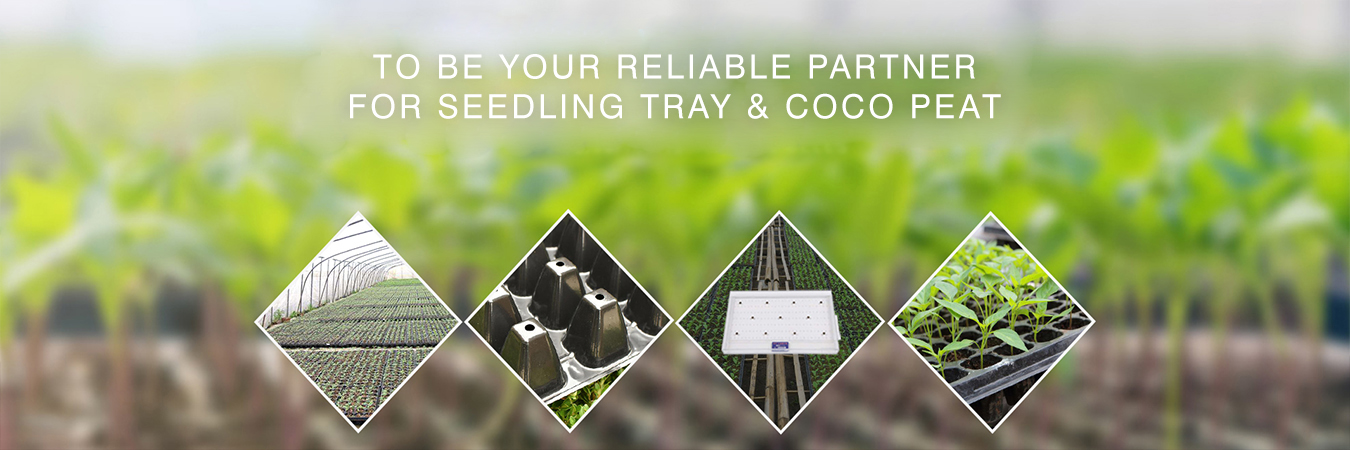 TO BE YOUR RELIABLE PARTNER
FOR SEEDLING TRAY & COCO PEAT